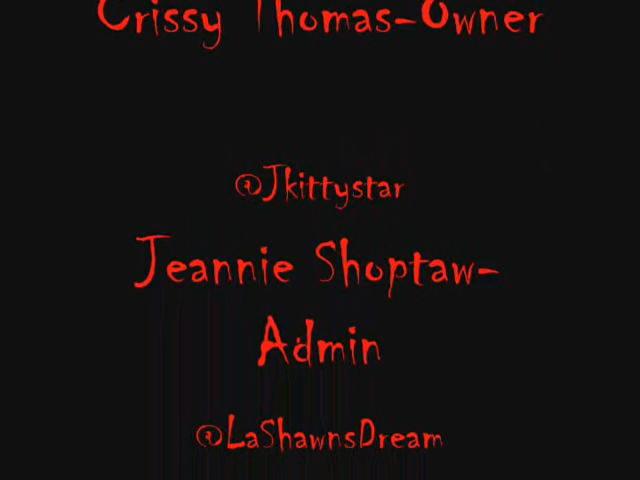 Crissy Thomas-Owner
@Jkittystar
Jeannie Shoptaw-
Admin
@LaShawnsDream